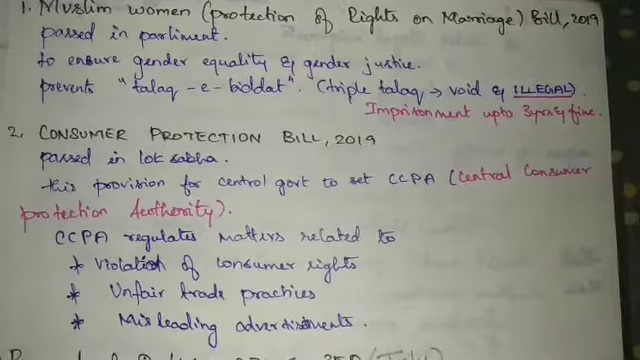 1. Muslim women (protection of Rights on Marriage) Bill, 2019
passed in parliment.
to ensure gender equality & gender justice.
prevents "talaq-e-biddat". (triple talaq → void & ILLEGAL).
Imprisonment upto 3yrs & fine.
2. CONSUMER PROTECTION BILL, 2019
passed in lok sabha.
this provision for central govt to set CCPA (Central Consumer
protection Authority).
CCPA regulates matters related to
* violation of consumer rights
* Unfair trade practices
* Misleading advertisements.